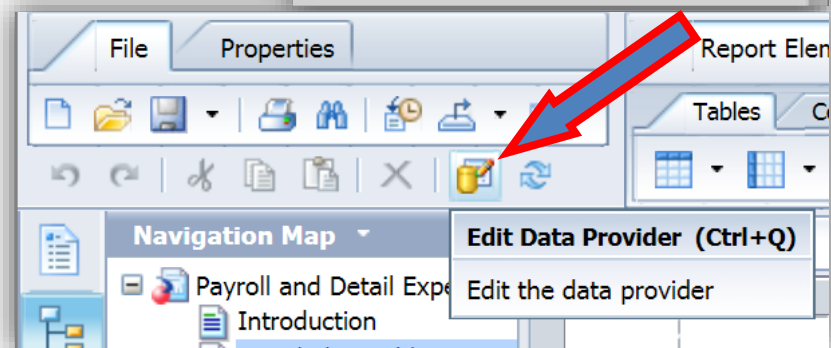 File Properties Report Elem
Tables
Navigation Map
Edit Data Provider (Ctrl+Q)
Payroll and Detail Expe
Edit the data provider
Introduction